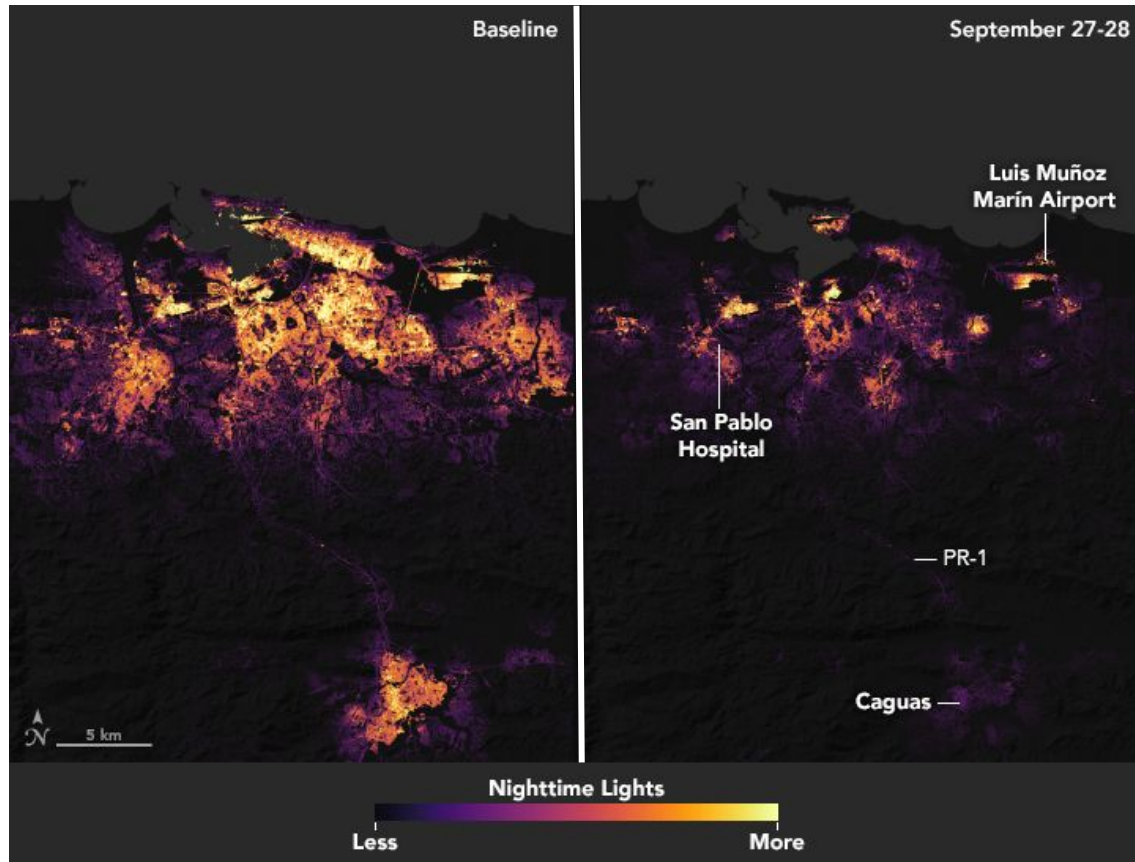 Baseline
September 27-28
Luis Muñoz
Marín Airport
San Pablo
Hospital
PR-1
Caguas
N
5 km
Nighttime Lights
Less
More